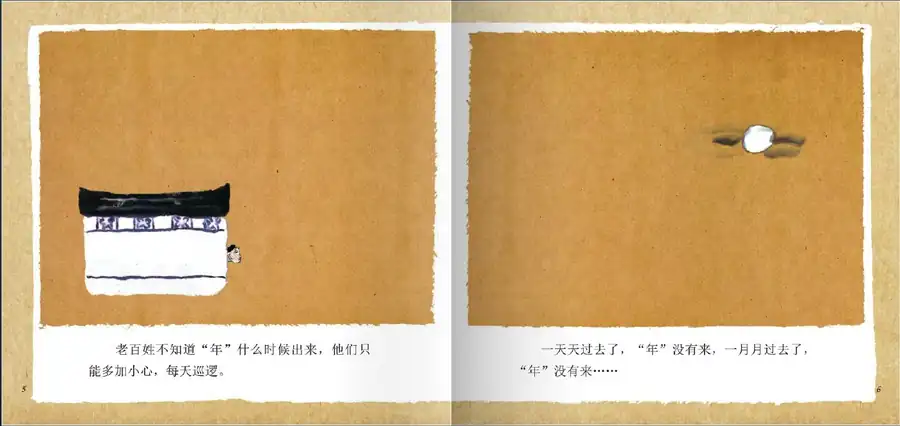 老百姓不知道“年”什么时候出来，他们只
能多加小心，每天巡逻。
5
一天天过去了，“年”没有来，一月月过去了，
“年”没有来……
6